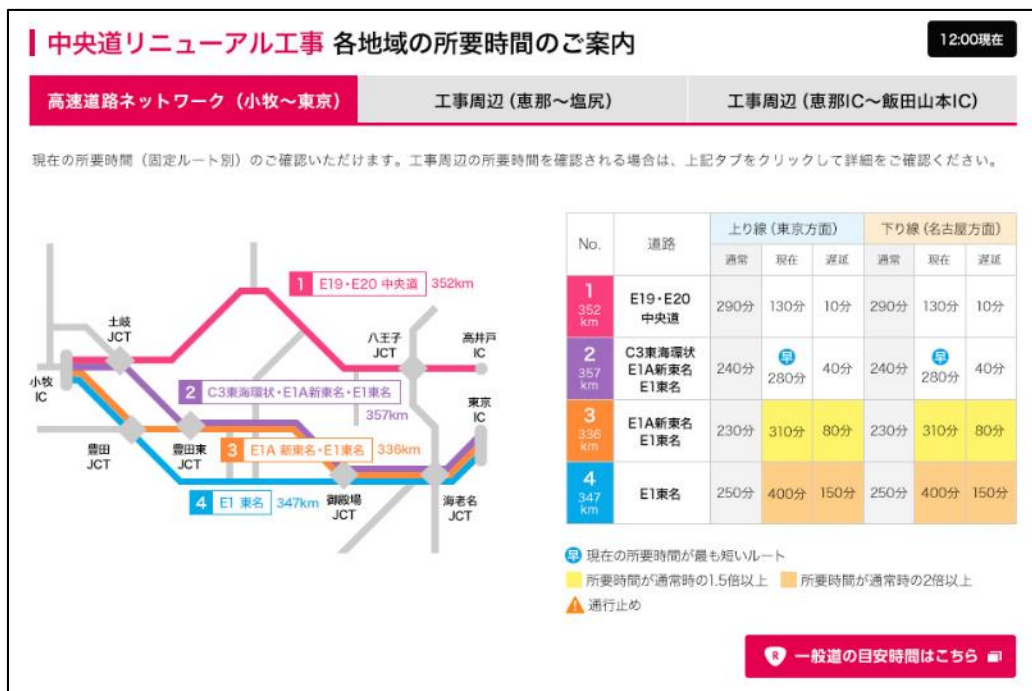 中央道リニューアル工事 各地域の所要時間のご案内
12:00現在
高速道路ネットワーク（小牧～東京）
工事周辺（恵那～塩尻）
工事周辺（恵那IC～飯田山本IC）
現在の所要時間（固定ルート別）のご確認いただけます。工事周辺の所要時間を確認される場合は、上記タブをクリックして詳細をご確認ください。
1 E19・E20 中央道 352km
土岐
JCT
八王子
JCT
高井戸
IC
小牧
IC
2 C3東海環状・E1A新東名・E1東名
357km
東京
IC
豊田
JCT
豊田東
JCT
3 E1A 新東名・E1東名 336km
4 E1 東名 347km
御殿場
JCT
海老名
JCT
No. 道路 上り線（東京方面） 下り線（名古屋方面）
通常 現在 遅延 通常 現在 遅延
1 352 km E19・E20 中央道 290分 130分 10分 290分 130分 10分
2 357 km C3東海環状 E1A新東名 E1東名 240分 早 280分 40分 240分 早 280分 40分
3 336 km E1A新東名 E1東名 230分 310分 80分 230分 310分 80分
4 347 km E1東名 250分 400分 150分 250分 400分 150分
早 現在の所要時間が最も短いルート
所要時間が通常時の1.5倍以上 所要時間が通常時の2倍以上
通行止め
R 一般道の目安時間はこちら